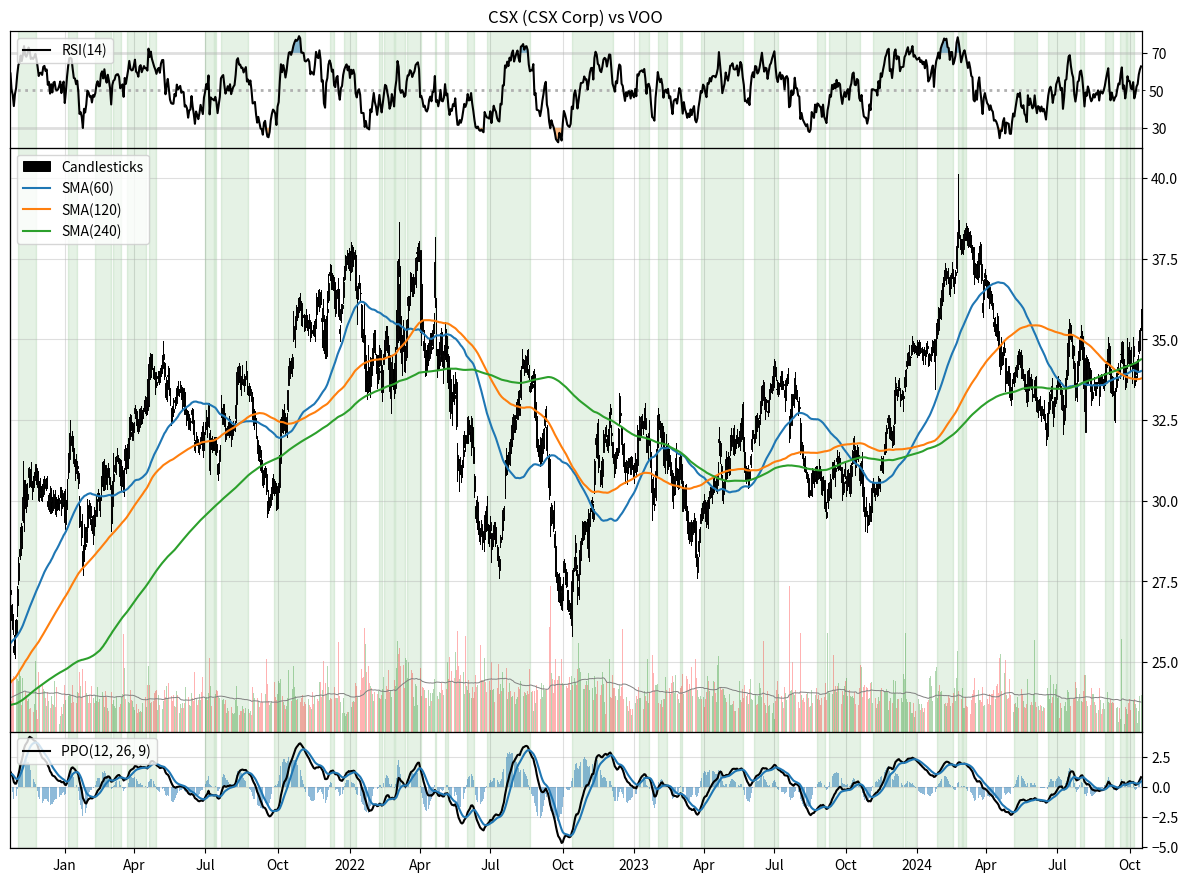 CSX (CSX Corp) vs VOO
RSI(14)
70
50
30
Candlesticks
SMA(60)
SMA(120)
SMA(240)
40.0
37.5
35.0
32.5
30.0
27.5
25.0
PPO(12, 26, 9)
2.5
0.0
−2.5
−5.0
Jan Apr Jul Oct 2022 Apr Jul Oct 2023 Apr Jul Oct 2024 Apr Jul Oct